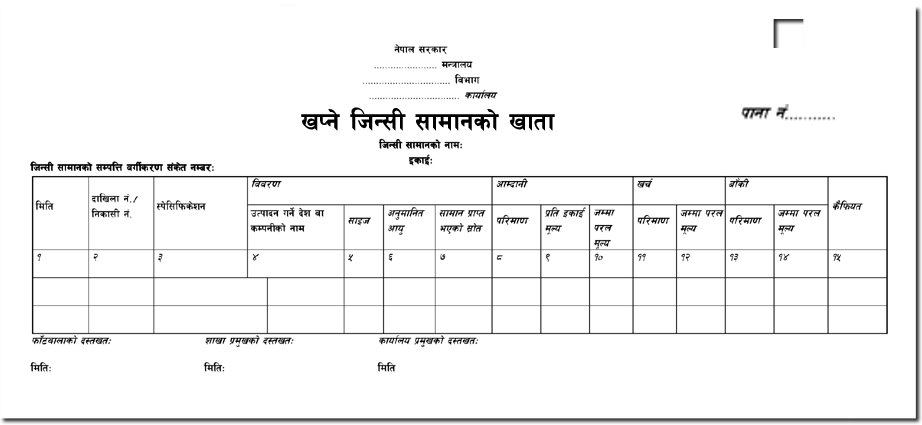 नेपाल सरकार
...................... मन्त्रालय
............................... विभाग
................................ कार्यालय
खप्ने जिन्सी सामानको खाता
पाना नं...........
जिन्सी सामानको नामः
इकाईः
जिन्सी सामानको सम्पत्ति वर्गीकरण संकेत नम्बरः
मिति
दाखिला नं./
निकासी नं.
स्पेसिफिकेशन
विवरण
आम्दानी
खर्च
बाँकी
कैफियत
उत्पादन गर्ने देश वा
कम्पनीको नाम
साइज
अनुमानित
आयु
सामान प्राप्त
भएको स्रोत
परिमाण
प्रति इकाई
मूल्य
जम्मा
परल
मूल्य
परिमाण
जम्मा परल
मूल्य
परिमाण
जम्मा परल
मूल्य
१ २ ३ ४ ५ ६ ७ ८ ९ १० ११ १२ १३ १४ १५
फाँटवालाको दस्तखतः शाखा प्रमुखको दस्तखतः कार्यालय प्रमुखको दस्तखतः
मितिः मितिः मिति